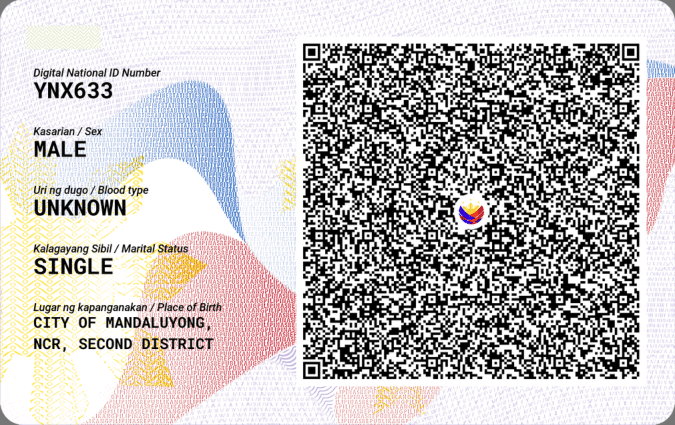 Digital National ID Number
YNX633
Kasarian / Sex
MALE
Uri ng dugo / Blood type
UNKNOWN
Kalagayang Sibil / Marital Status
SINGLE
Lugar ng kapanganakan / Place of Birth
CITY OF MANDALUYONG,
NCR, SECOND DISTRICT